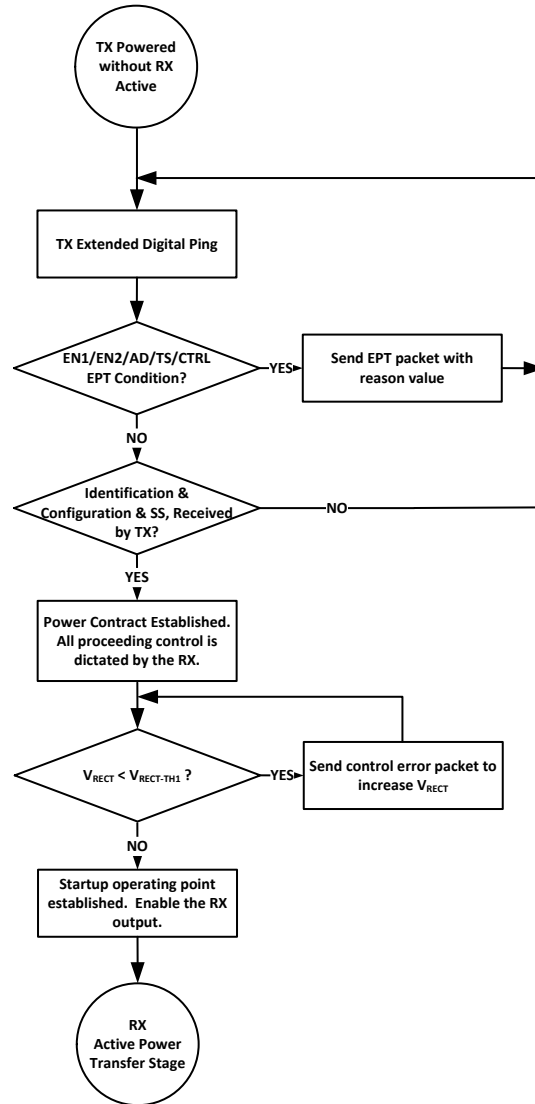 TX Powered
without RX
Active
TX Extended Digital Ping
EN1/EN2/AD/TS/CTRL
EPT Condition?
YES
Send EPT packet with
reason value
NO
Identification &
Configuration & SS, Received
by TX?
NO
YES
Power Contract Established.
All proceeding control is
dictated by the RX.
VRECT < VRECT-TH1 ?
YES
Send control error packet to
increase VRECT
NO
Startup operating point
established. Enable the RX
output.
RX
Active Power
Transfer Stage